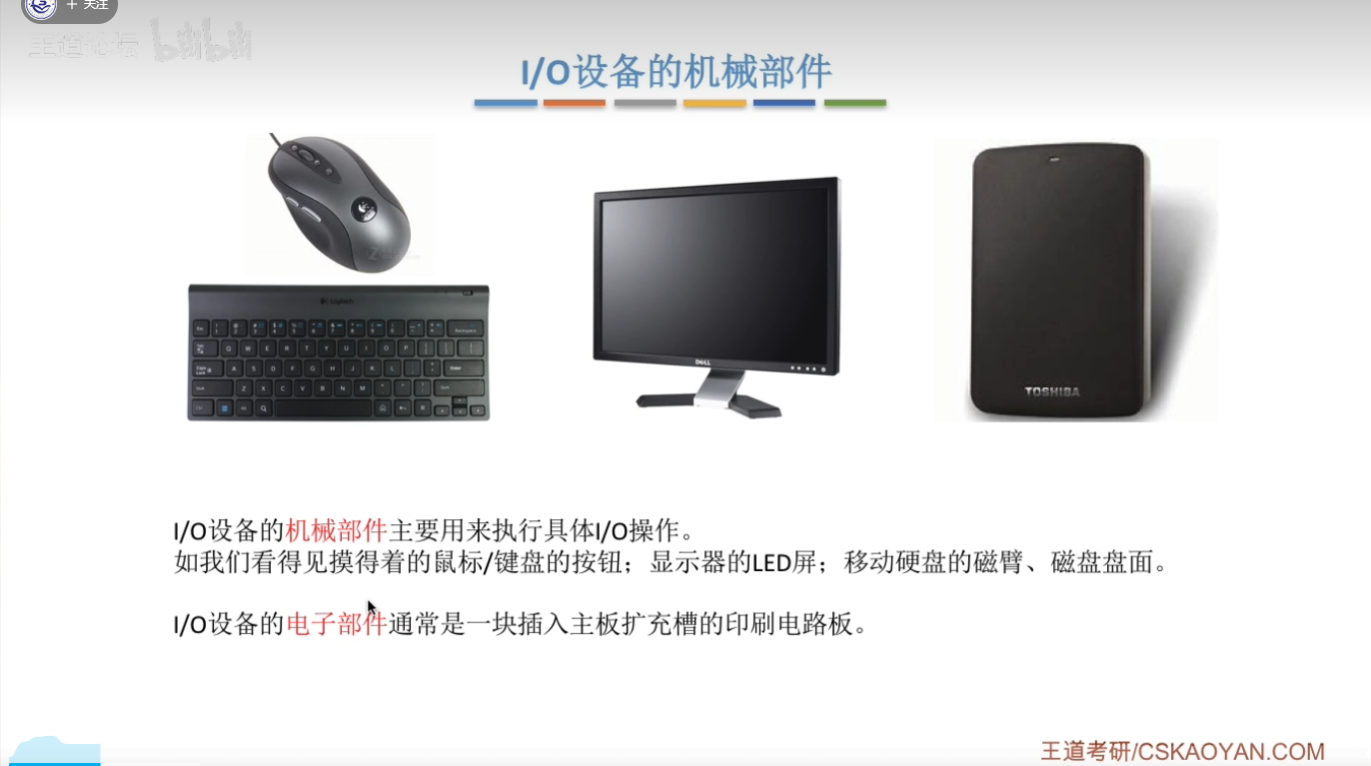 + 关注
王道论坛 bilibili
I/O设备的机械部件
Logitech
DELL
TOSHIBA
I/O设备的机械部件主要用来执行具体I/O操作。
如我们看得见摸得着的鼠标/键盘的按钮；显示器的LED屏；移动硬盘的磁臂、磁盘盘面。
I/O设备的电子部件通常是一块插入主板扩充槽的印刷电路板。
王道考研/CSKAOYAN.COM